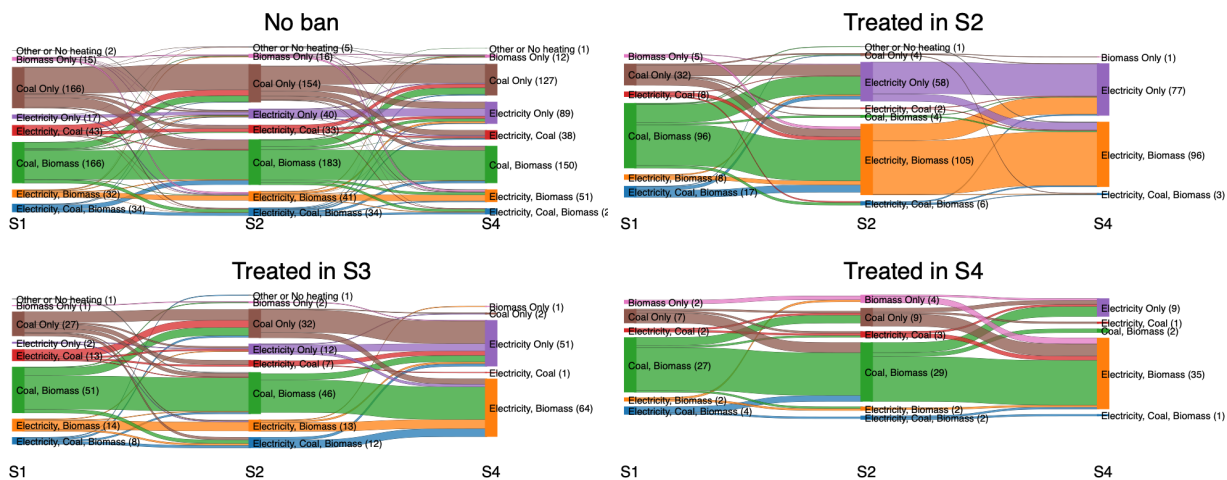 No ban
Other or No heating (2)
Biomass Only (15)
Coal Only (166)
Electricity Only (17)
Electricity, Coal (43)
Coal, Biomass (166)
Electricity, Biomass (32)
Electricity, Coal, Biomass (34)
Other or No heating (5)
Biomass Only (16)
Coal Only (154)
Electricity Only (40)
Electricity, Coal (33)
Coal, Biomass (183)
Electricity, Biomass (41)
Electricity, Coal, Biomass (34)
Other or No heating (1)
Biomass Only (12)
Coal Only (127)
Electricity Only (89)
Electricity, Coal (38)
Coal, Biomass (150)
Electricity, Biomass (51)
Electricity, Coal, Biomass (2
S1
S2
S4
Treated in S2
Biomass Only (5)
Coal Only (32)
Electricity, Coal (8)
Coal, Biomass (96)
Electricity, Biomass (8)
Electricity, Coal, Biomass (17)
Other or No heating (1)
Coal Only (4)
Electricity Only (58)
Electricity, Coal (2)
Coal, Biomass (4)
Electricity, Biomass (105)
Electricity, Coal, Biomass (6)
Biomass Only (1)
Electricity Only (77)
Electricity, Biomass (96)
Electricity, Coal, Biomass (3)
S1
S2
S4
Treated in S3
Other or No heating (1)
Biomass Only (1)
Coal Only (27)
Electricity Only (2)
Electricity, Coal (13)
Coal, Biomass (51)
Electricity, Biomass (14)
Electricity, Coal, Biomass (8)
Other or No heating (1)
Biomass Only (2)
Coal Only (32)
Electricity Only (12)
Electricity, Coal (7)
Coal, Biomass (46)
Electricity, Biomass (13)
Electricity, Coal, Biomass (12)
Biomass Only (1)
Coal Only (2)
Electricity Only (51)
Electricity, Coal (1)
Electricity, Biomass (64)
S1
S2
S4
Treated in S4
Biomass Only (2)
Coal Only (7)
Electricity, Coal (2)
Coal, Biomass (27)
Electricity, Biomass (2)
Electricity, Coal, Biomass (4)
Biomass Only (4)
Coal Only (9)
Electricity, Coal (3)
Coal, Biomass (29)
Electricity, Biomass (2)
Electricity, Coal, Biomass (2)
Electricity Only (9)
Electricity, Coal (1)
Coal, Biomass (2)
Electricity, Biomass (35)
Electricity, Coal, Biomass (1)
S1
S2
S4